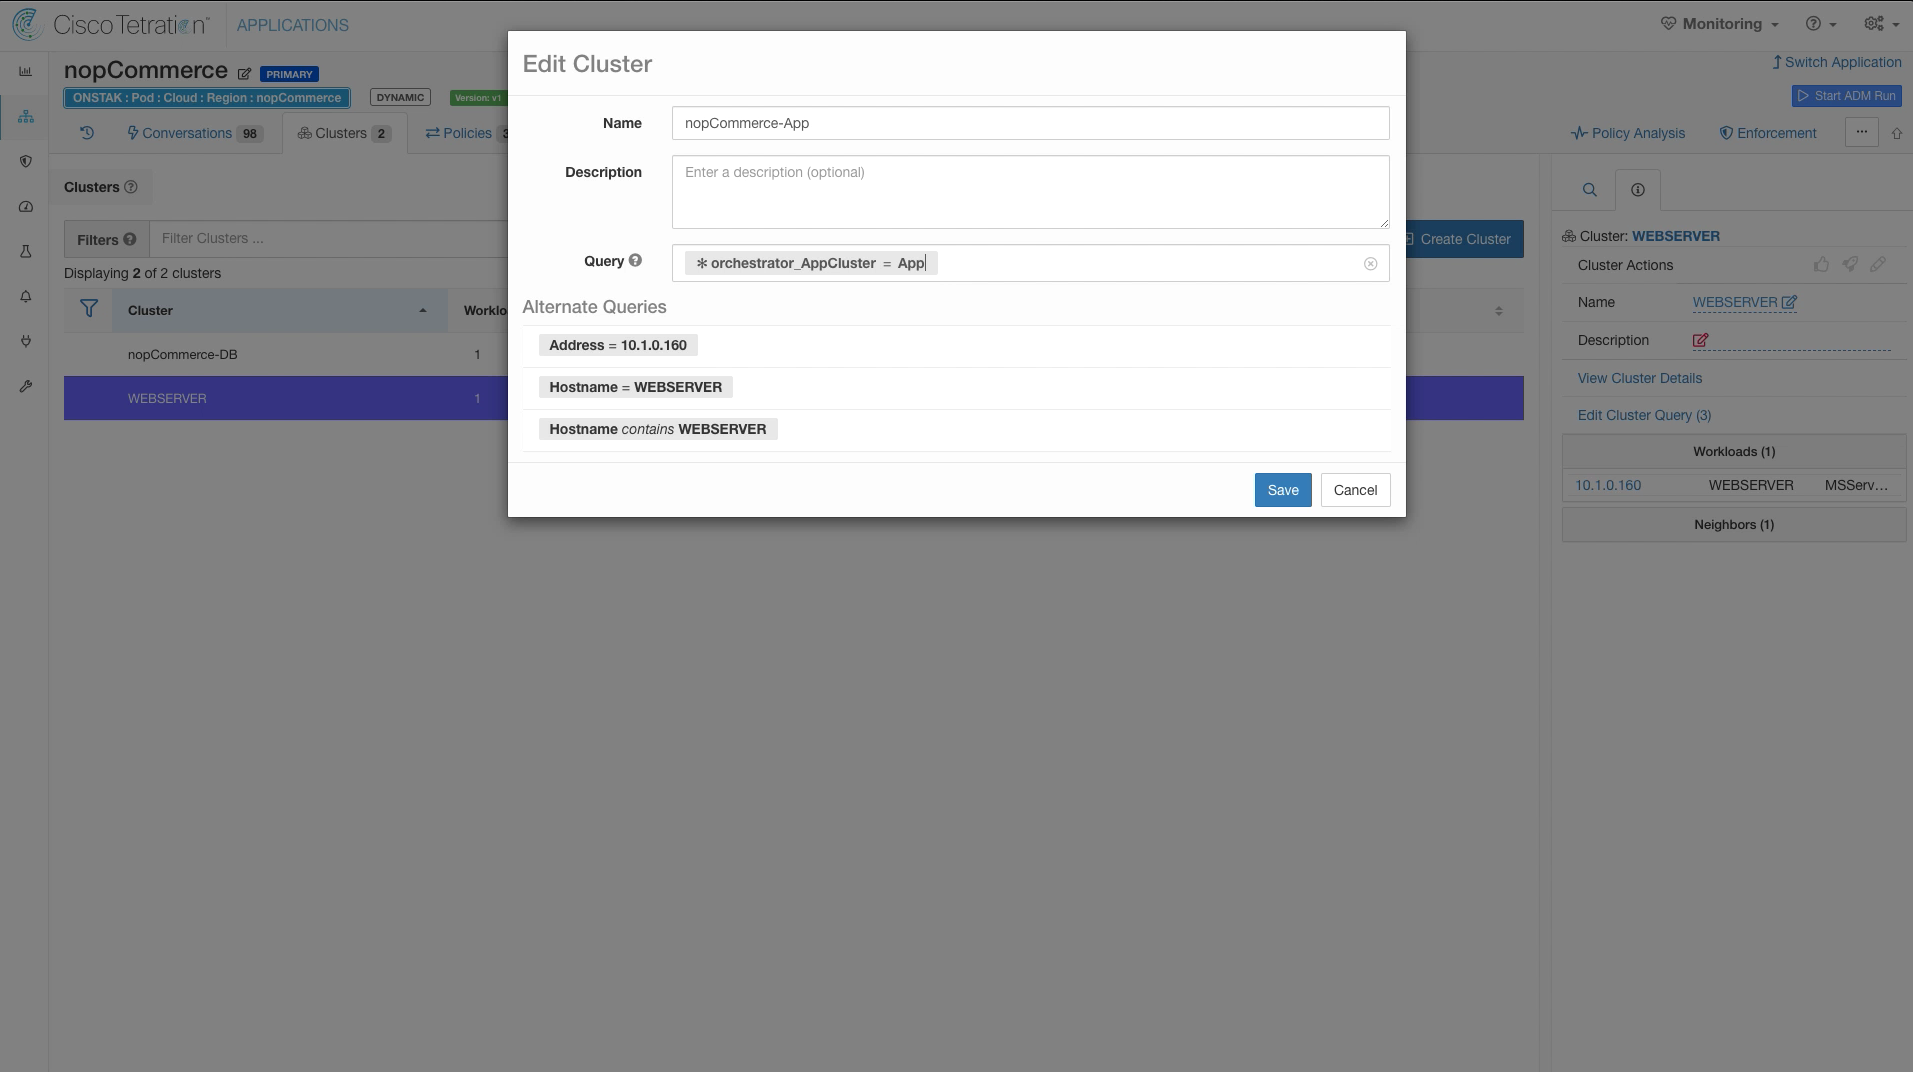 Cisco Tetration™ APPLICATIONS
Monitoring
nopCommerce PRIMARY
ONSTAK : Pod : Cloud : Region : nopCommerce DYNAMIC Version: v1
Switch Application
Start ADM Run
Conversations 98 Clusters 2 Policies 3
Policy Analysis Enforcement ...
Clusters
Filters Filter Clusters ...
Create Cluster
Displaying 2 of 2 clusters
Cluster Worklo
nopCommerce-DB 1
WEBSERVER 1
Edit Cluster
Name nopCommerce-App
Description Enter a description (optional)
Query * orchestrator_AppCluster = App
Alternate Queries
Address = 10.1.0.160
Hostname = WEBSERVER
Hostname contains WEBSERVER
Save Cancel
Cluster: WEBSERVER
Cluster Actions
Name WEBSERVER
Description
View Cluster Details
Edit Cluster Query (3)
Workloads (1)
10.1.0.160 WEBSERVER MSServ...
Neighbors (1)